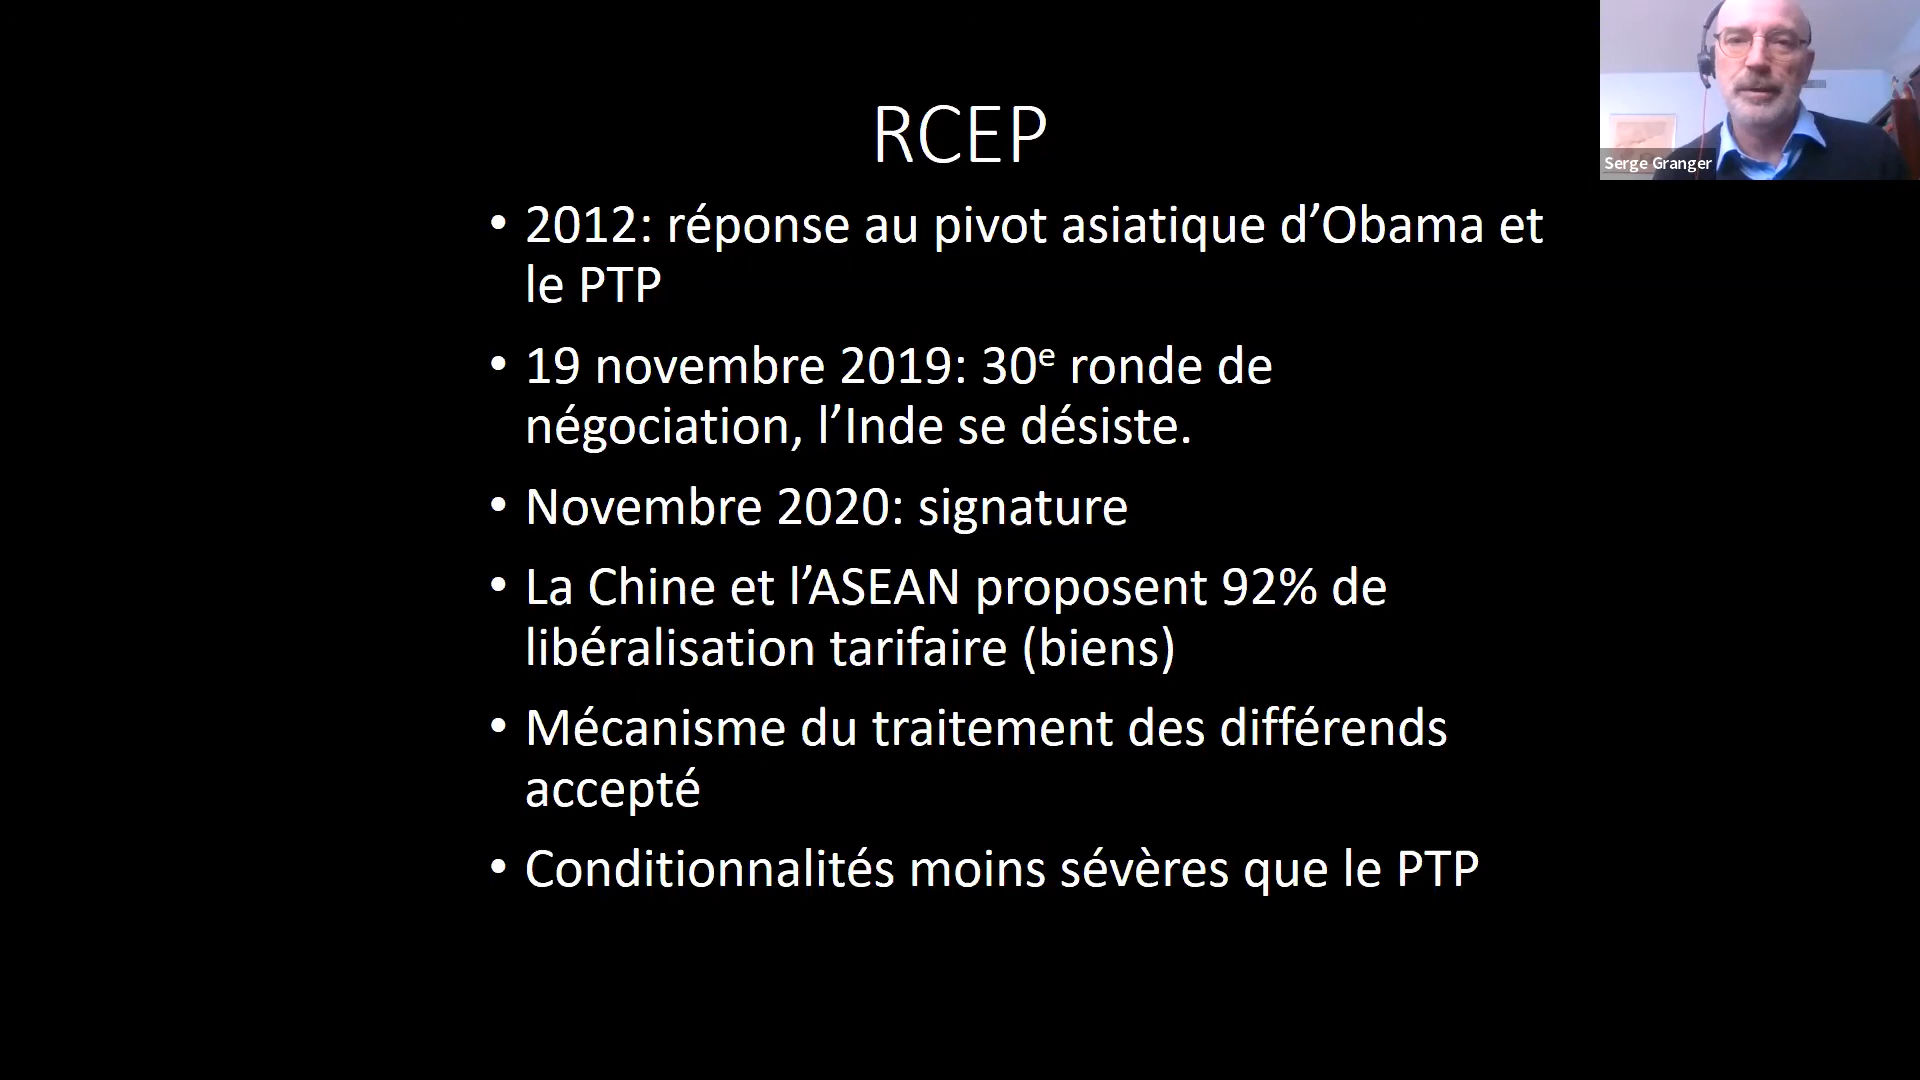 RCEP
Serge Granger
• 2012: réponse au pivot asiatique d’Obama et
le PTP
• 19 novembre 2019: 30e ronde de
négociation, l’Inde se désiste.
• Novembre 2020: signature
• La Chine et l’ASEAN proposent 92% de
libéralisation tarifaire (biens)
• Mécanisme du traitement des différends
accepté
• Conditionnalités moins sévères que le PTP